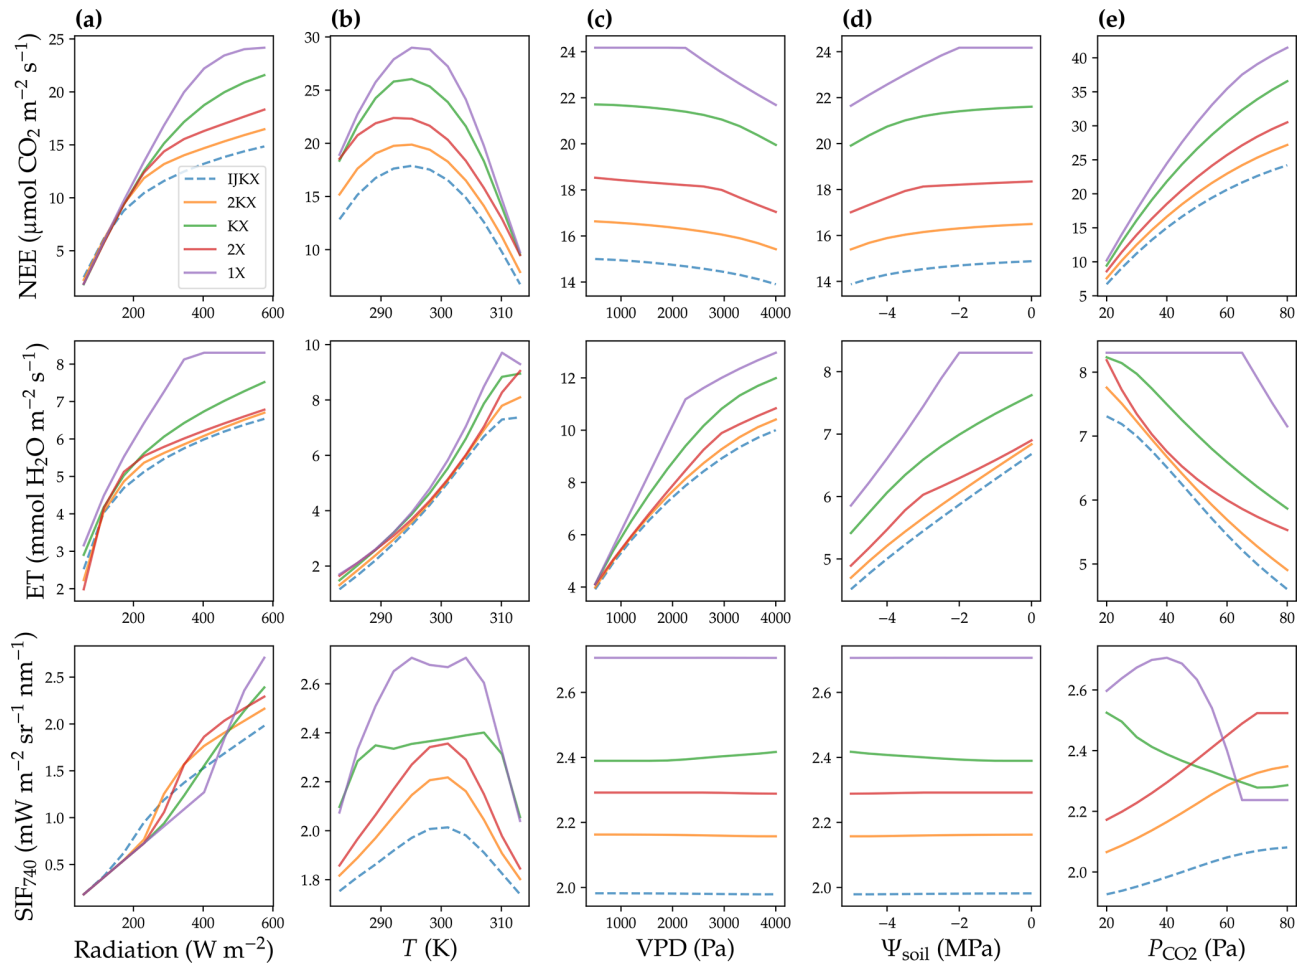 (a) (b) (c) (d) (e)
NEE (μmol CO2 m−2 s−1)
25 20 15 10 5
200 400 600
IJKX
2KX
KX
2X
1X
30 25 20 15 10
290 300 310
24 22 20 18 16 14
1000 2000 3000 4000
24 22 20 18 16 14
−4 −2 0
40 35 30 25 20 15 10 5
20 40 60 80
ET (mmol H2O m−2 s−1)
8 7 6 5 4 3 2
200 400 600
10 8 6 4 2
290 300 310
12 10 8 6 4
1000 2000 3000 4000
8 7 6 5
−4 −2 0
8 7 6 5
20 40 60 80
SIF740 (mW m−2 sr−1 nm−1)
2.5 2.0 1.5 1.0 0.5
200 400 600
Radiation (W m−2)
2.6 2.4 2.2 2.0 1.8
290 300 310
T (K)
2.6 2.4 2.2 2.0
1000 2000 3000 4000
VPD (Pa)
2.6 2.4 2.2 2.0
−4 −2 0
Ψsoil (MPa)
2.6 2.4 2.2 2.0
20 40 60 80
PCO2 (Pa)